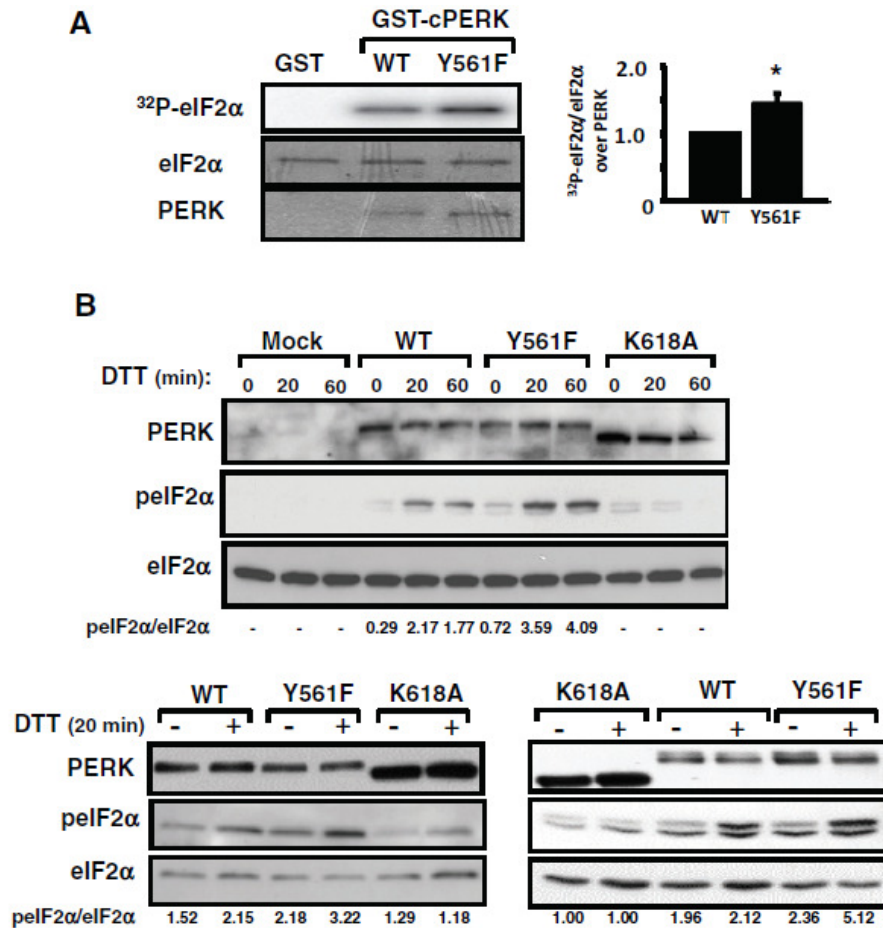 A
GST-cPERK
GST WT Y561F
³²P-eIF2α
eIF2α
PERK
³²P-eIF2α/eIF2α
over PERK
2.0
1.0
0
*
WT Y561F
B
Mock WT Y561F K618A
DTT (min): 0 20 60 0 20 60 0 20 60 0 20 60
PERK
peIF2α
eIF2α
peIF2α/eIF2α - - - 0.29 2.17 1.77 0.72 3.59 4.09 - - -
WT Y561F K618A
DTT (20 min) - + - + - +
PERK
peIF2α
eIF2α
peIF2α/eIF2α 1.52 2.15 2.18 3.22 1.29 1.18
K618A WT Y561F
- + - + - +
1.00 1.00 1.96 2.12 2.36 5.12